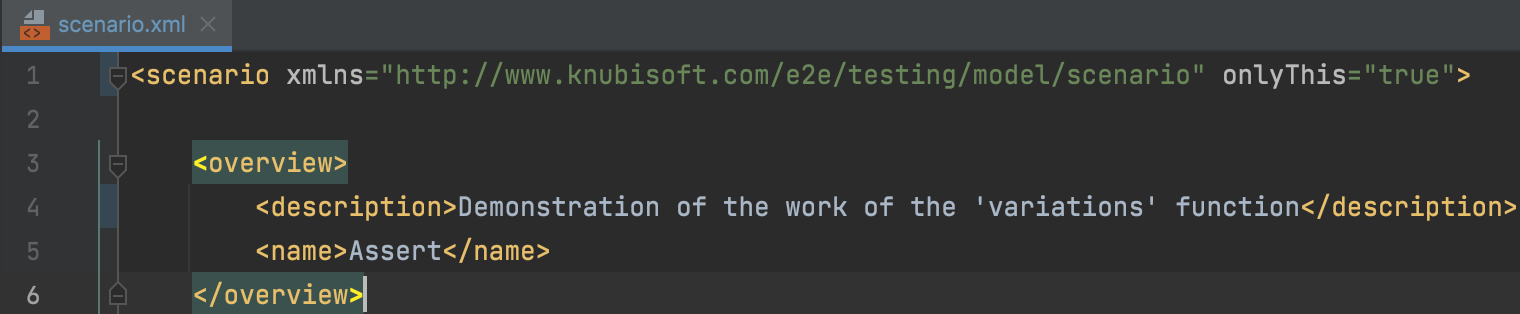 scenario.xml
1 <scenario xmlns="http://www.knubisoft.com/e2e/testing/model/scenario" onlyThis="true">
2
3 <overview>
4 <description>Demonstration of the work of the 'variations' function</description>
5 <name>Assert</name>
6 </overview>